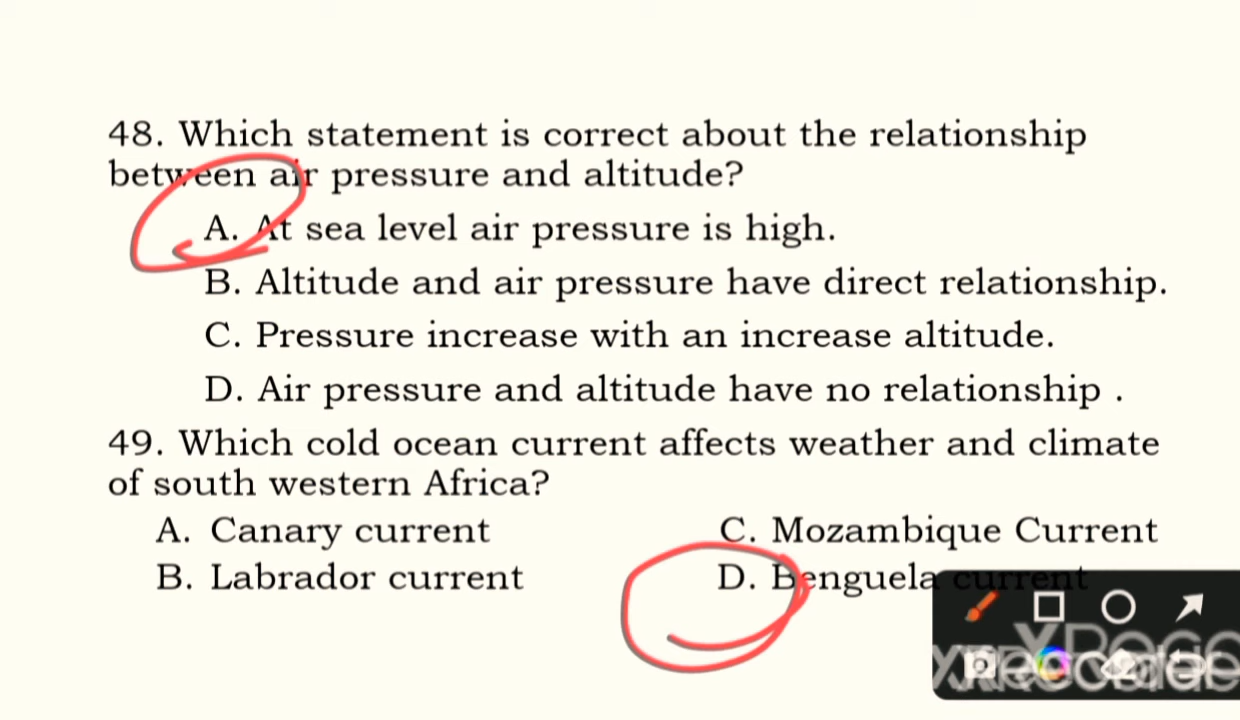 48. Which statement is correct about the relationship
between air pressure and altitude?
A. At sea level air pressure is high.
B. Altitude and air pressure have direct relationship.
C. Pressure increase with an increase altitude.
D. Air pressure and altitude have no relationship .
49. Which cold ocean current affects weather and climate
of south western Africa?
A. Canary current
C. Mozambique Current
B. Labrador current
D. Benguela current